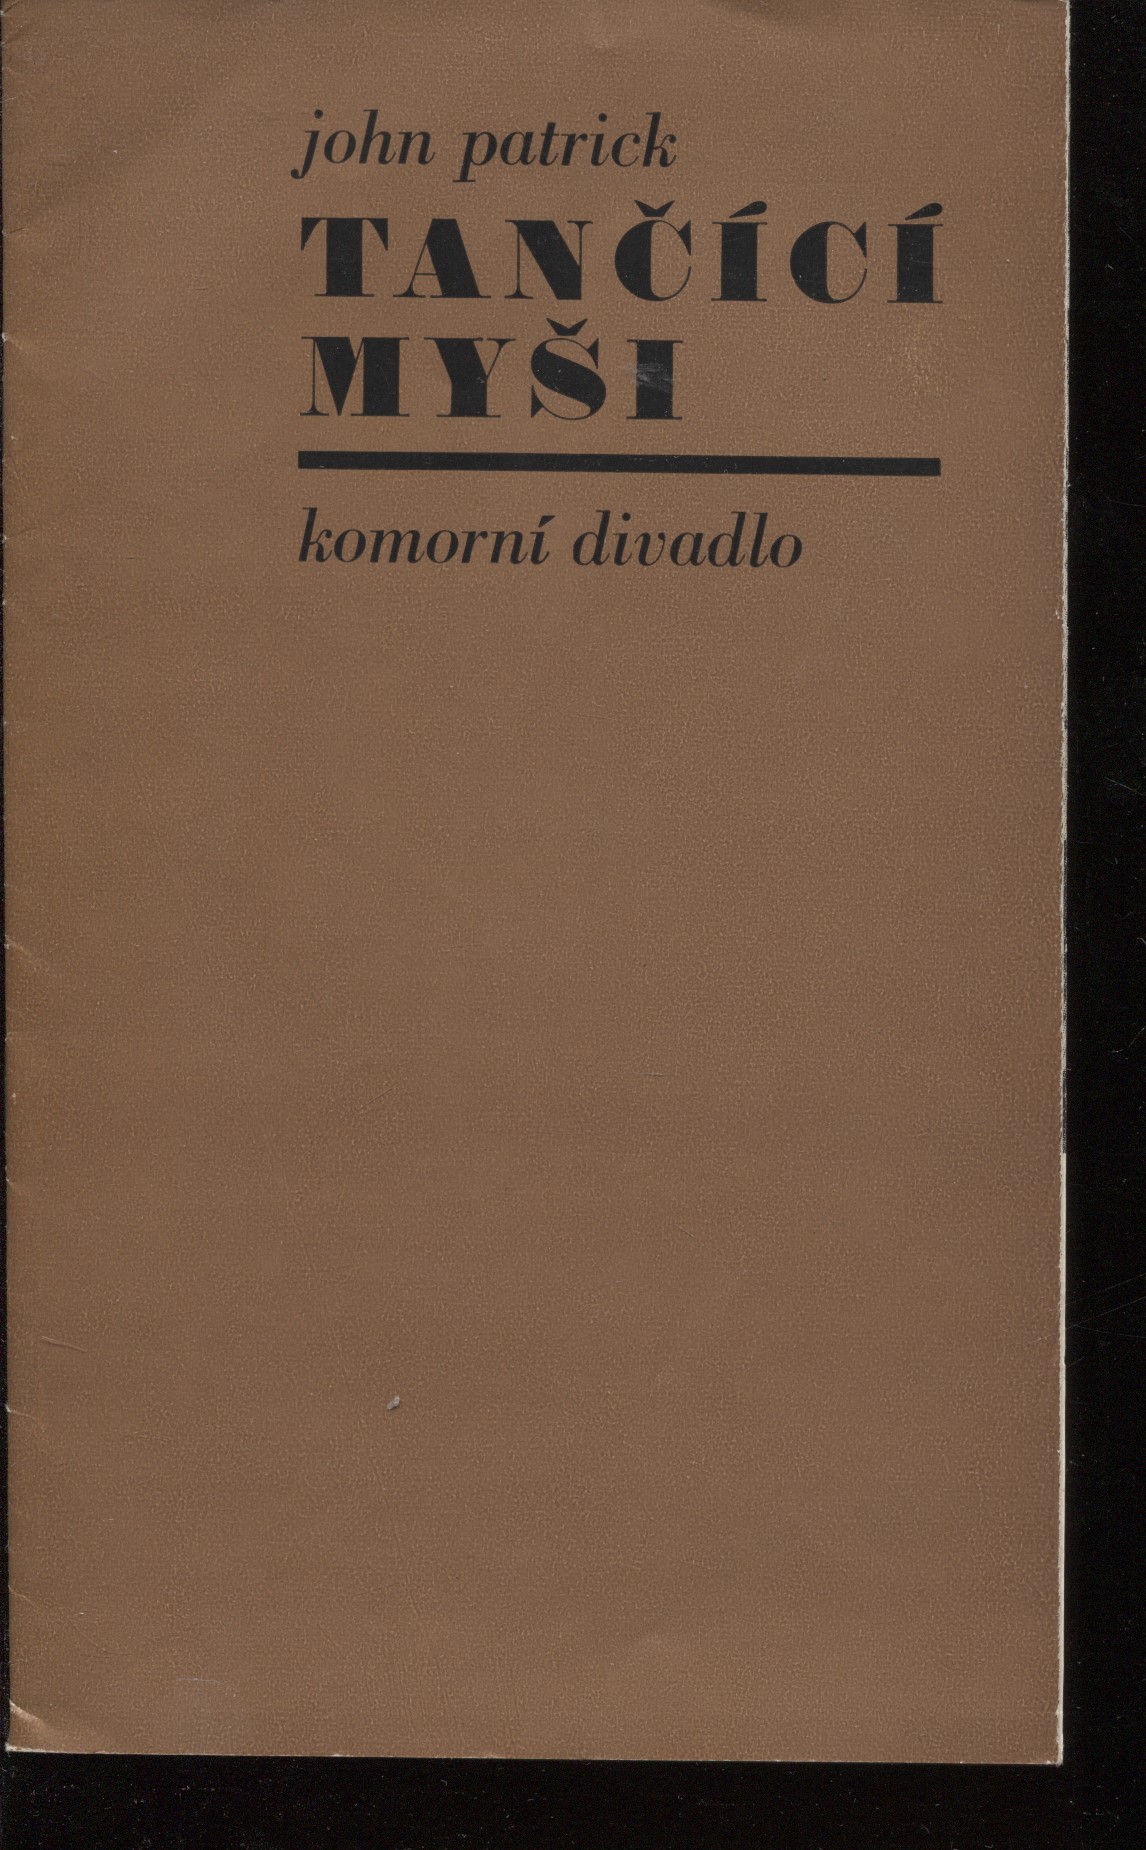 john patrick
TANČÍCÍ
MYŠI
komorní divadlo